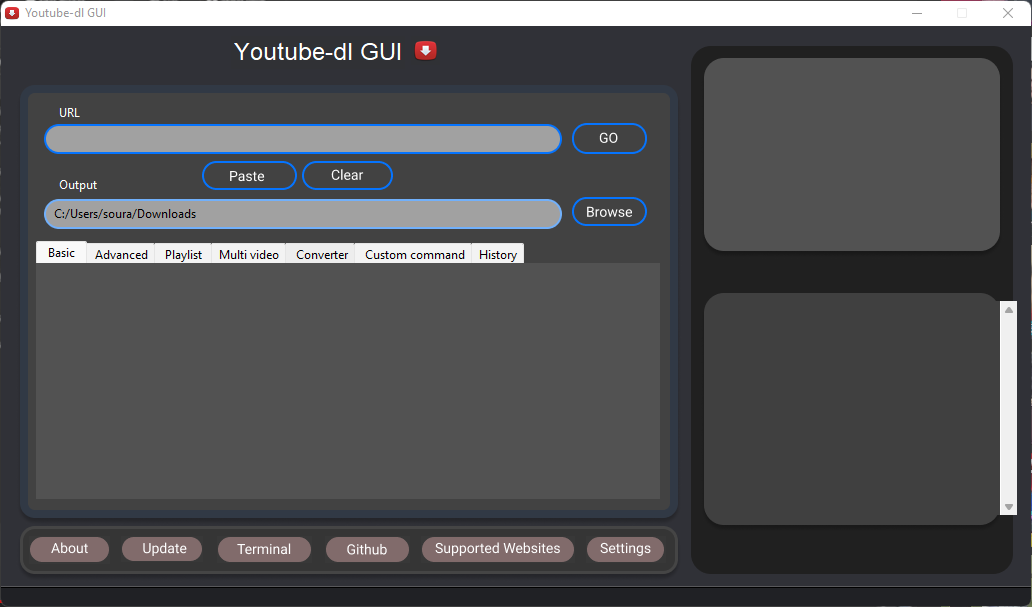 Youtube-dl GUI
Youtube-dl GUI
URL
GO
Paste Clear
Output
C:/Users/soura/Downloads
Browse
Basic Advanced Playlist Multi video Converter Custom command History
About Update Terminal Github Supported Websites Settings